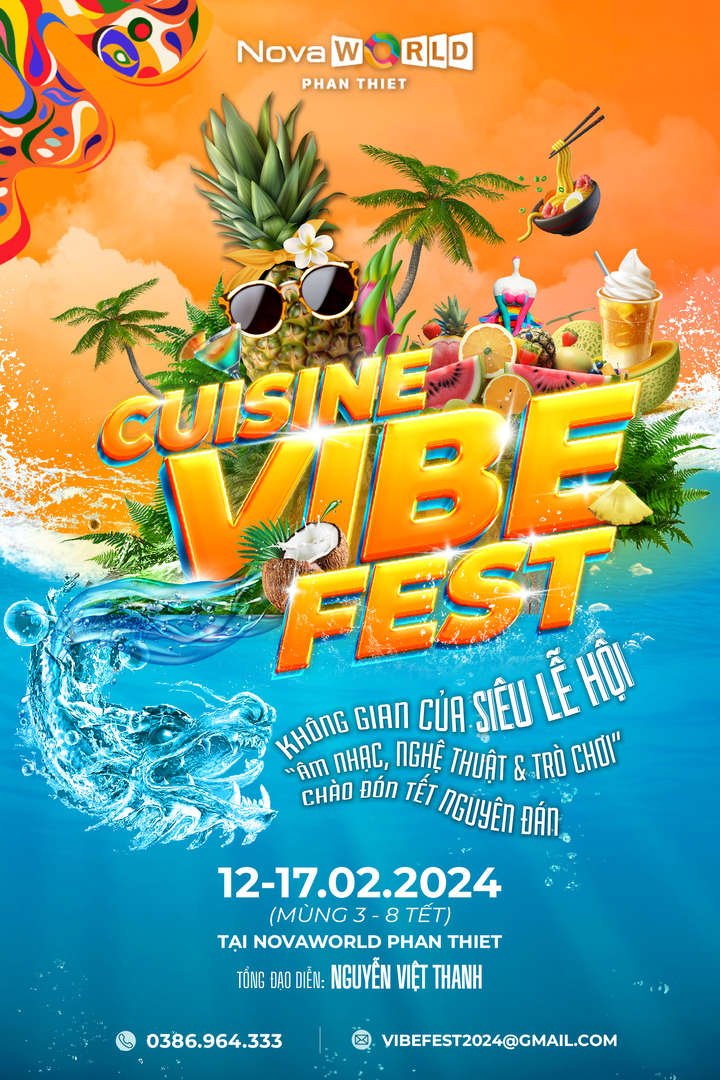 NovaWORLD
PHAN THIET
CUISINE
VIBE
FEST
KHÔNG GIAN CỦA SIÊU LỄ HỘI
"ÂM NHẠC, NGHỆ THUẬT & TRÒ CHƠI"
CHÀO ĐÓN TẾT NGUYÊN ĐÁN
12-17.02.2024
(MÙNG 3 - 8 TẾT)
TẠI NOVAWORLD PHAN THIET
TỔNG ĐẠO DIỄN: NGUYỄN VIỆT THANH
0386.964.333
VIBEFEST2024@GMAIL.COM